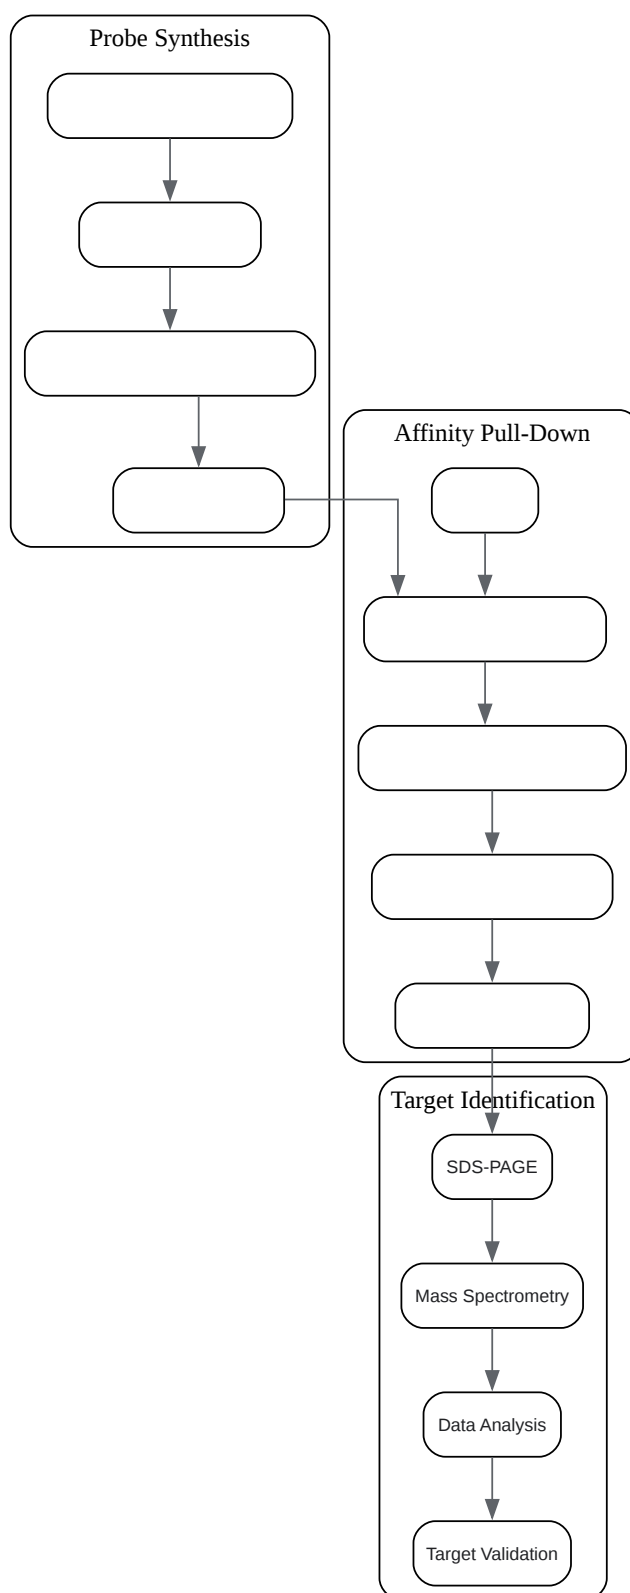 Probe Synthesis
Affinity Pull-Down
Target Identification
SDS-PAGE
Mass Spectrometry
Data Analysis
Target Validation